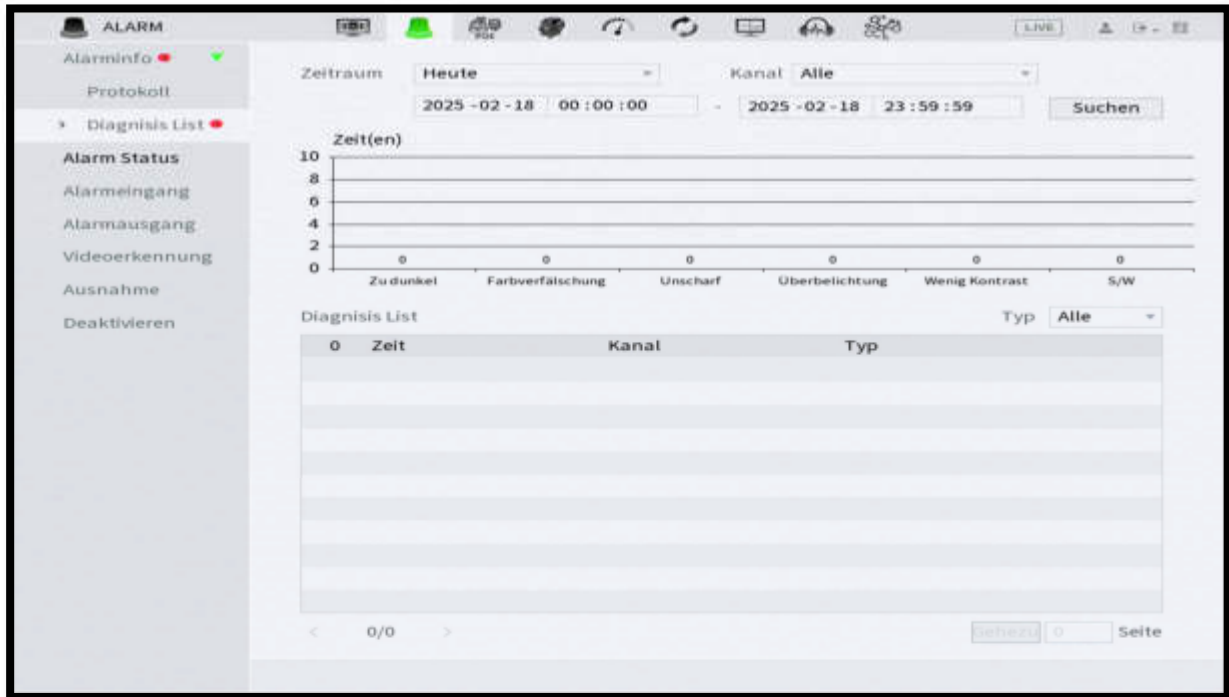 ALARM
POE
LIVE
Alarminfo
Protokoll
Diagnisis List
Alarm Status
Alarmeingang
Alarmausgang
Videoerkennung
Ausnahme
Deaktivieren
Zeitraum Heute Kanal Alle
2025 -02 -18 00 : 00 : 00 - 2025 -02 -18 23 : 59 : 59 Suchen
Zeit(en)
10
8
6
4
2
0
0 0 0 0 0 0
Zu dunkel Farbverfälschung Unscharf Überbelichtung Wenig Kontrast S/W
Diagnisis List Typ Alle
0 Zeit Kanal Typ
< 0/0 > Gehezu 0 Seite